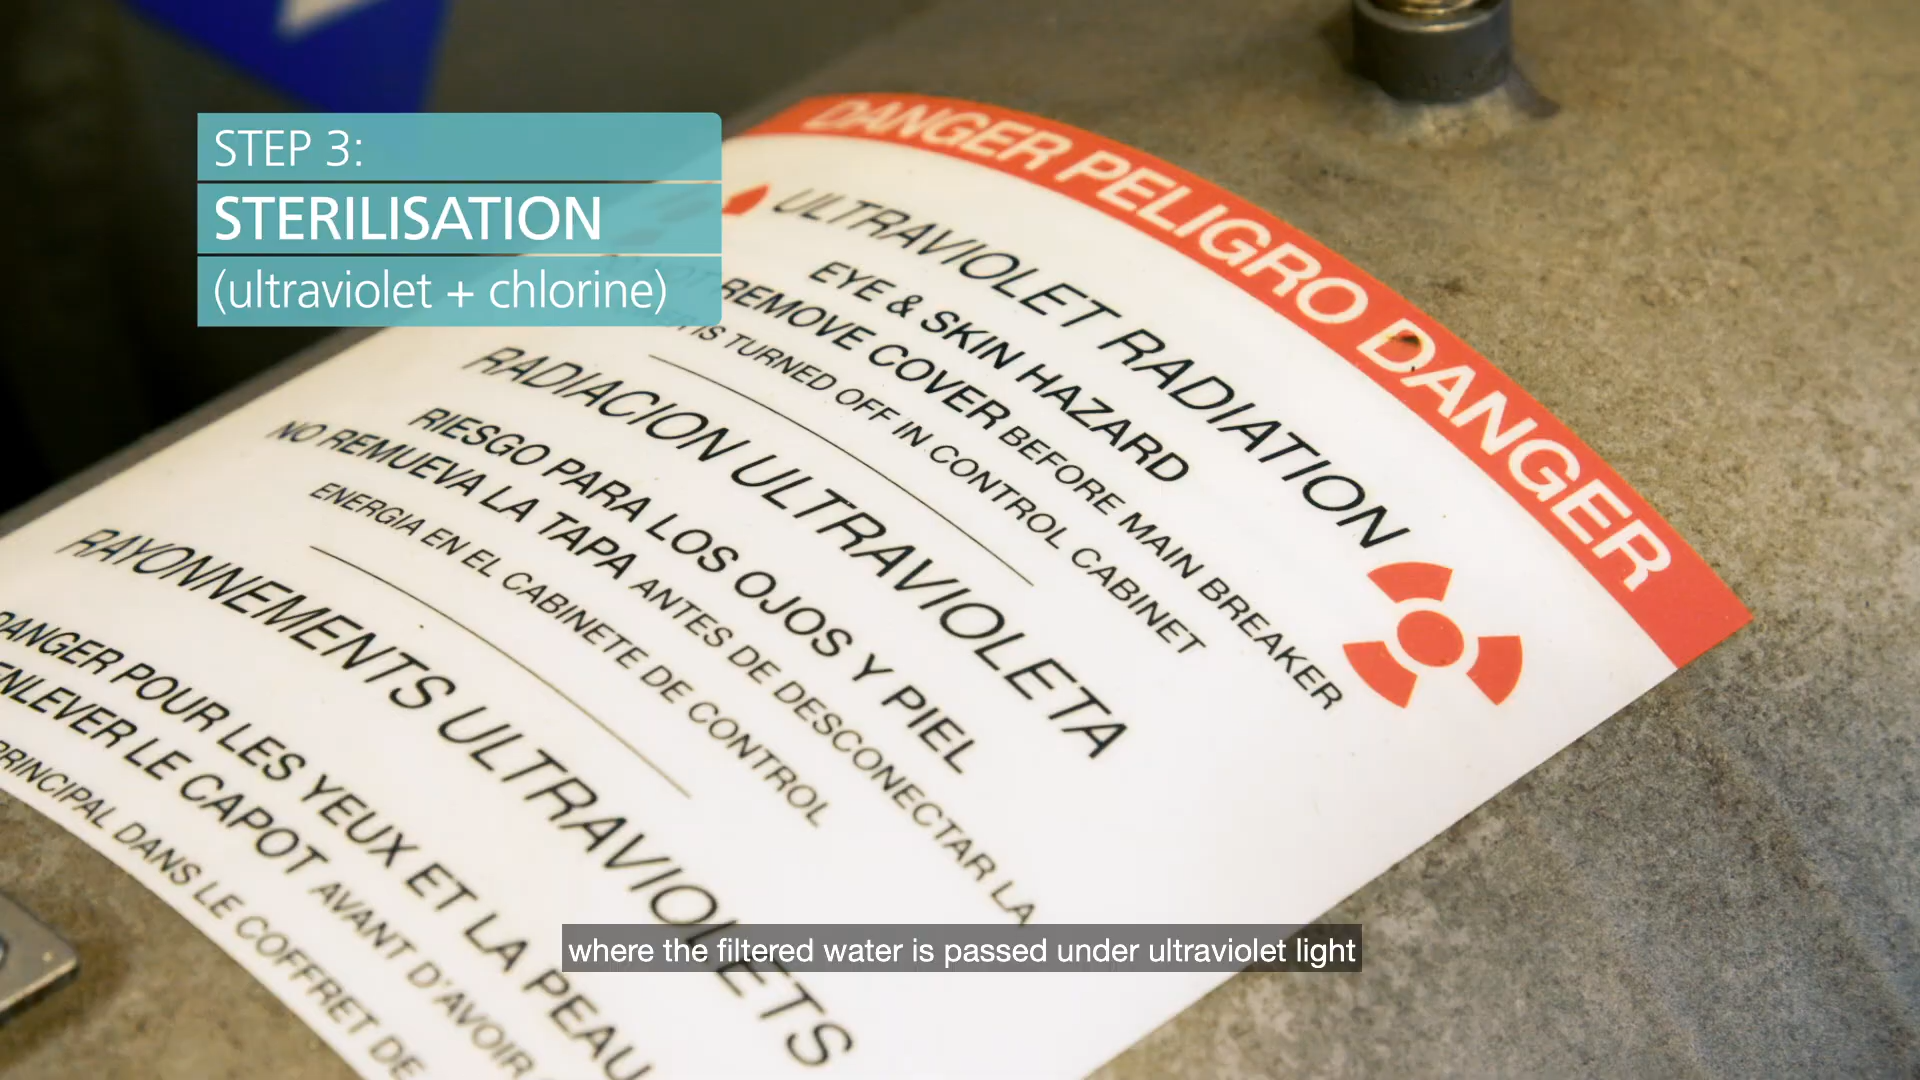 STEP 3:
STERILISATION
(ultraviolet + chlorine)
DANGER PELIGRO DANGER
ULTRAVIOLET RADIATION
EYE & SKIN HAZARD
REMOVE COVER BEFORE MAIN BREAKER
IS TURNED OFF IN CONTROL CABINET
RADIACION ULTRAVIOLETA
RIESGO PARA LOS OJOS Y PIEL
NO REMUEVA LA TAPA ANTES DE DESCONECTAR LA
ENERGIA EN EL CABINETE DE CONTROL
RAYONNEMENTS ULTRAVIOLETS
DANGER POUR LES YEUX ET LA PEAU
ENLEVER LE CAPOT AVANT D'AVOIR
PRINCIPAL DANS LE COFFRET DE
where the filtered water is passed under ultraviolet light